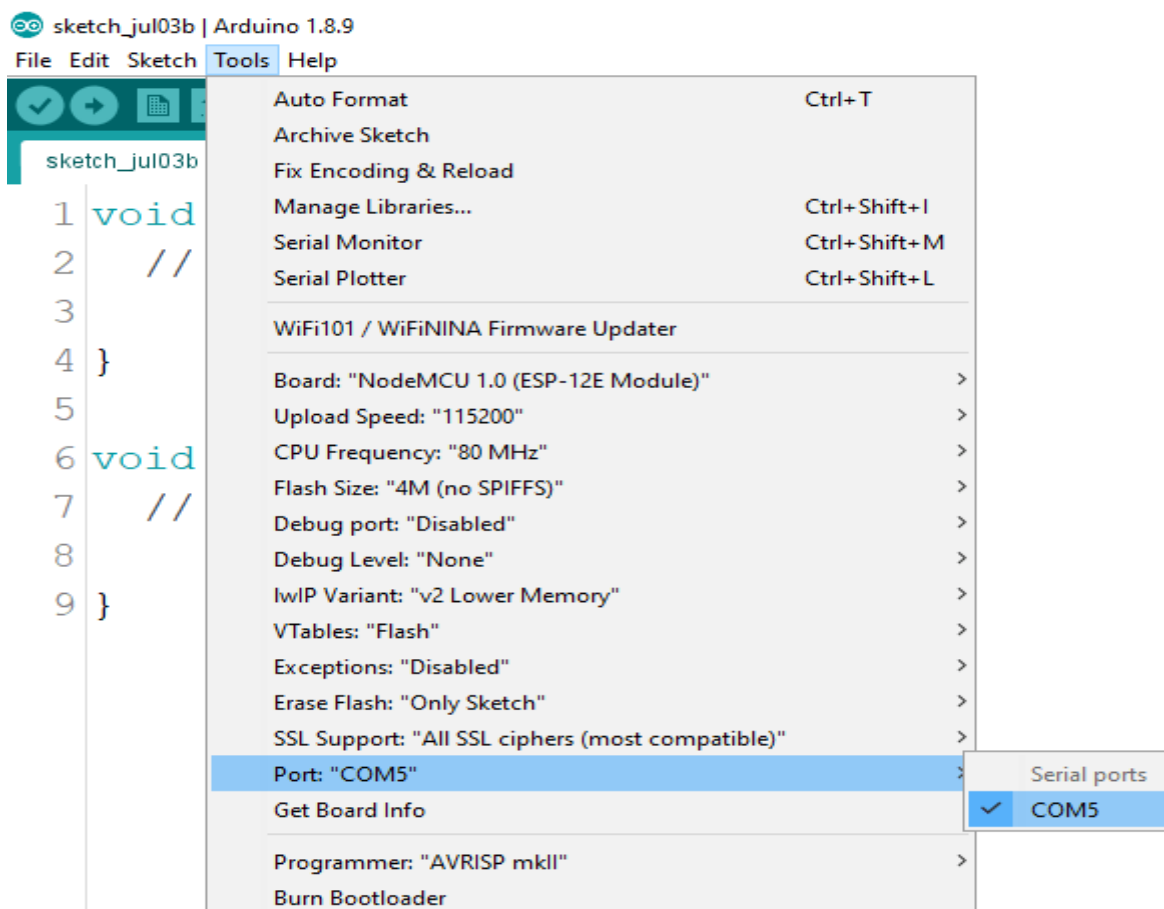 sketch_jul03b | Arduino 1.8.9
File Edit Sketch Tools Help
sketch_jul03b
1 void
2 //
3
4 }
5
6 void
7 //
8
9 }
Auto Format Ctrl+T
Archive Sketch
Fix Encoding & Reload
Manage Libraries... Ctrl+Shift+I
Serial Monitor Ctrl+Shift+M
Serial Plotter Ctrl+Shift+L
WiFi101 / WiFiNINA Firmware Updater
Board: "NodeMCU 1.0 (ESP-12E Module)"
Upload Speed: "115200"
CPU Frequency: "80 MHz"
Flash Size: "4M (no SPIFFS)"
Debug port: "Disabled"
Debug Level: "None"
lwIP Variant: "v2 Lower Memory"
VTables: "Flash"
Exceptions: "Disabled"
Erase Flash: "Only Sketch"
SSL Support: "All SSL ciphers (most compatible)"
Port: "COM5"
Get Board Info
Programmer: "AVRISP mkII"
Burn Bootloader
Serial ports
COM5